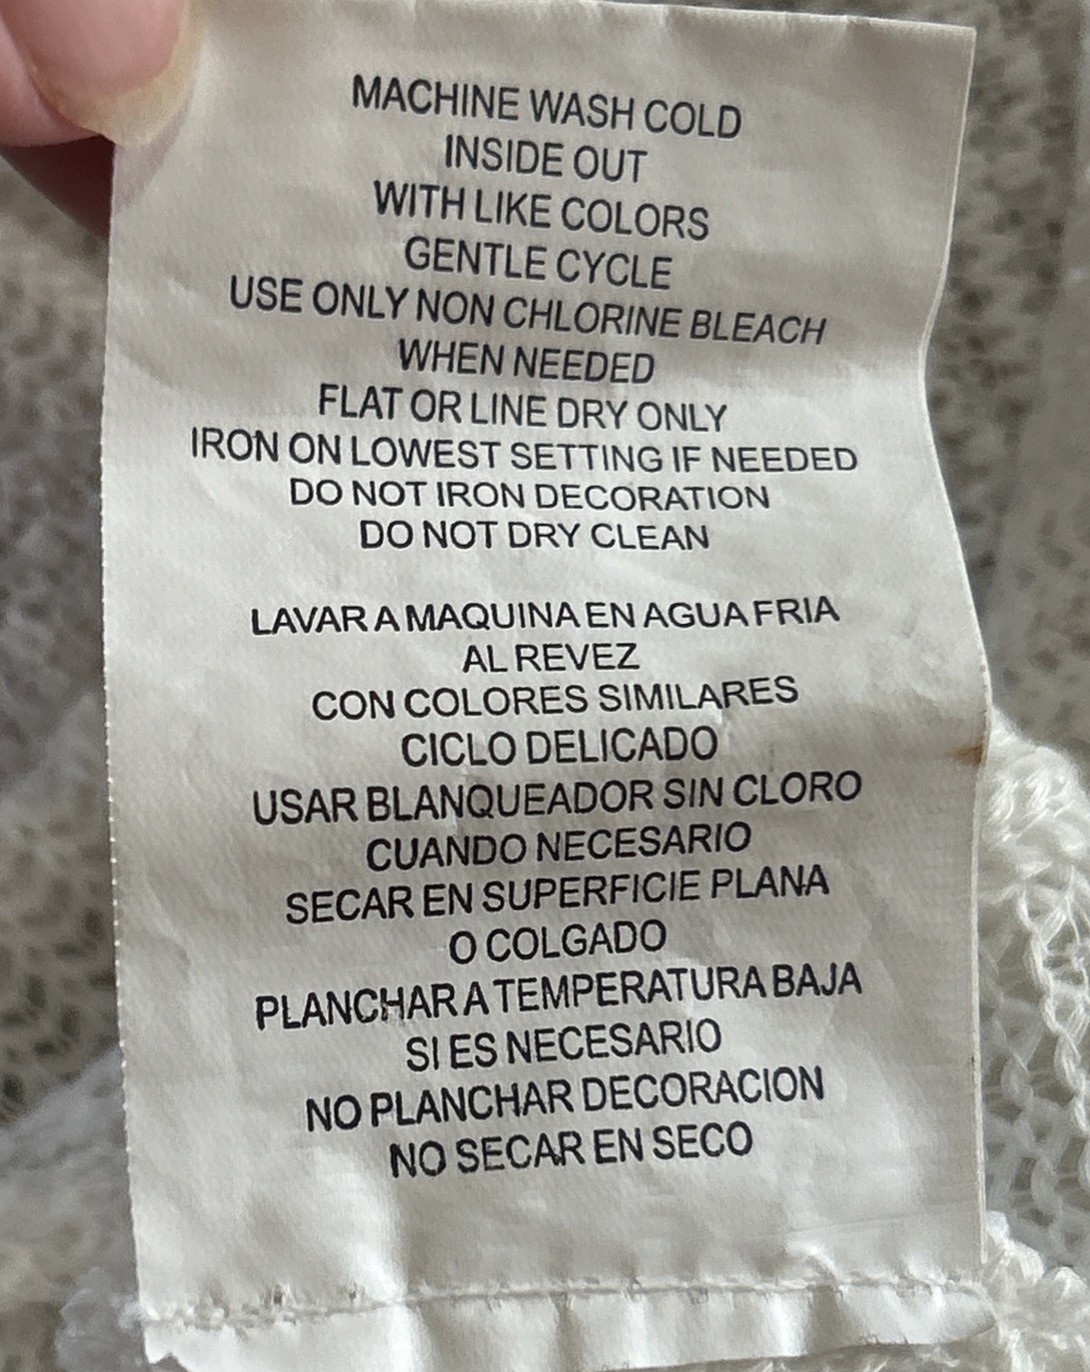 MACHINE WASH COLD
INSIDE OUT
WITH LIKE COLORS
GENTLE CYCLE
USE ONLY NON CHLORINE BLEACH
WHEN NEEDED
FLAT OR LINE DRY ONLY
IRON ON LOWEST SETTING IF NEEDED
DO NOT IRON DECORATION
DO NOT DRY CLEAN
LAVAR A MAQUINA EN AGUA FRIA
AL REVEZ
CON COLORES SIMILARES
CICLO DELICADO
USAR BLANQUEADOR SIN CLORO
CUANDO NECESARIO
SECAR EN SUPERFICIE PLANA
O COLGADO
PLANCHAR A TEMPERATURA BAJA
SI ES NECESARIO
NO PLANCHAR DECORACION
NO SECAR EN SECO